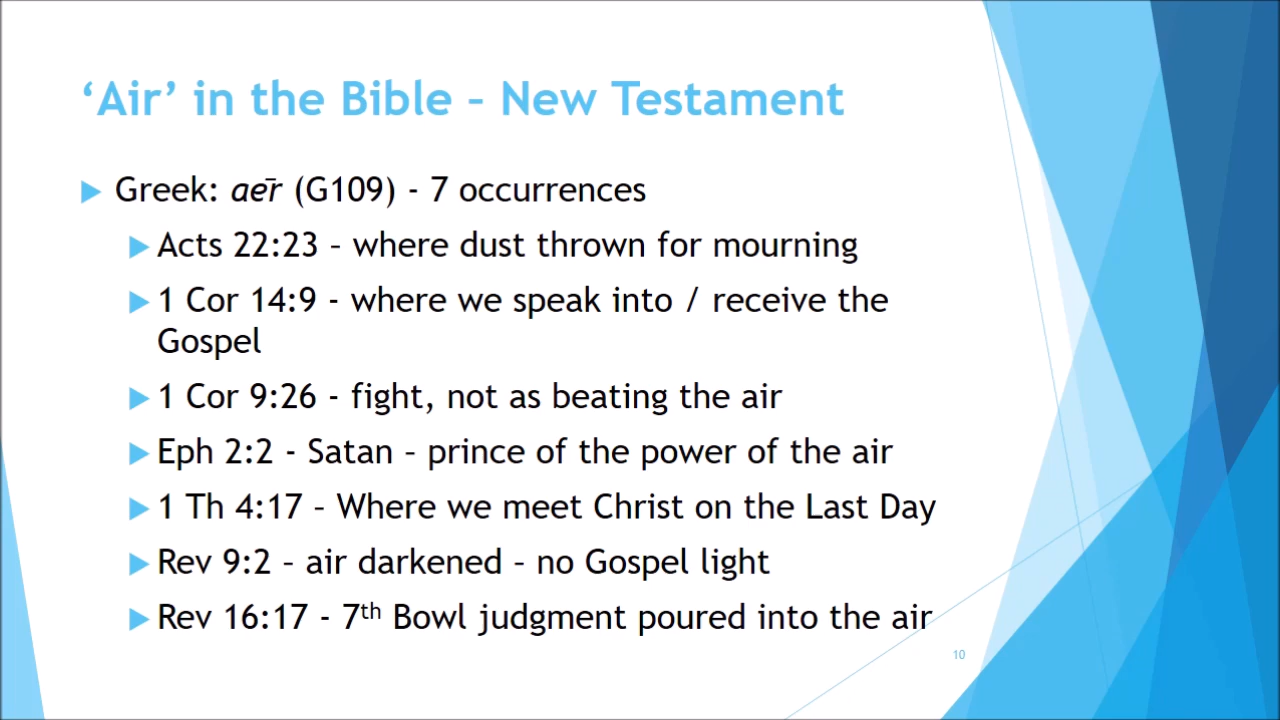 ‘Air’ in the Bible – New Testament
Greek: aēr (G109) - 7 occurrences
Acts 22:23 – where dust thrown for mourning
1 Cor 14:9 - where we speak into / receive the
Gospel
1 Cor 9:26 - fight, not as beating the air
Eph 2:2 - Satan – prince of the power of the air
1 Th 4:17 – Where we meet Christ on the Last Day
Rev 9:2 – air darkened – no Gospel light
Rev 16:17 - 7th Bowl judgment poured into the air
10